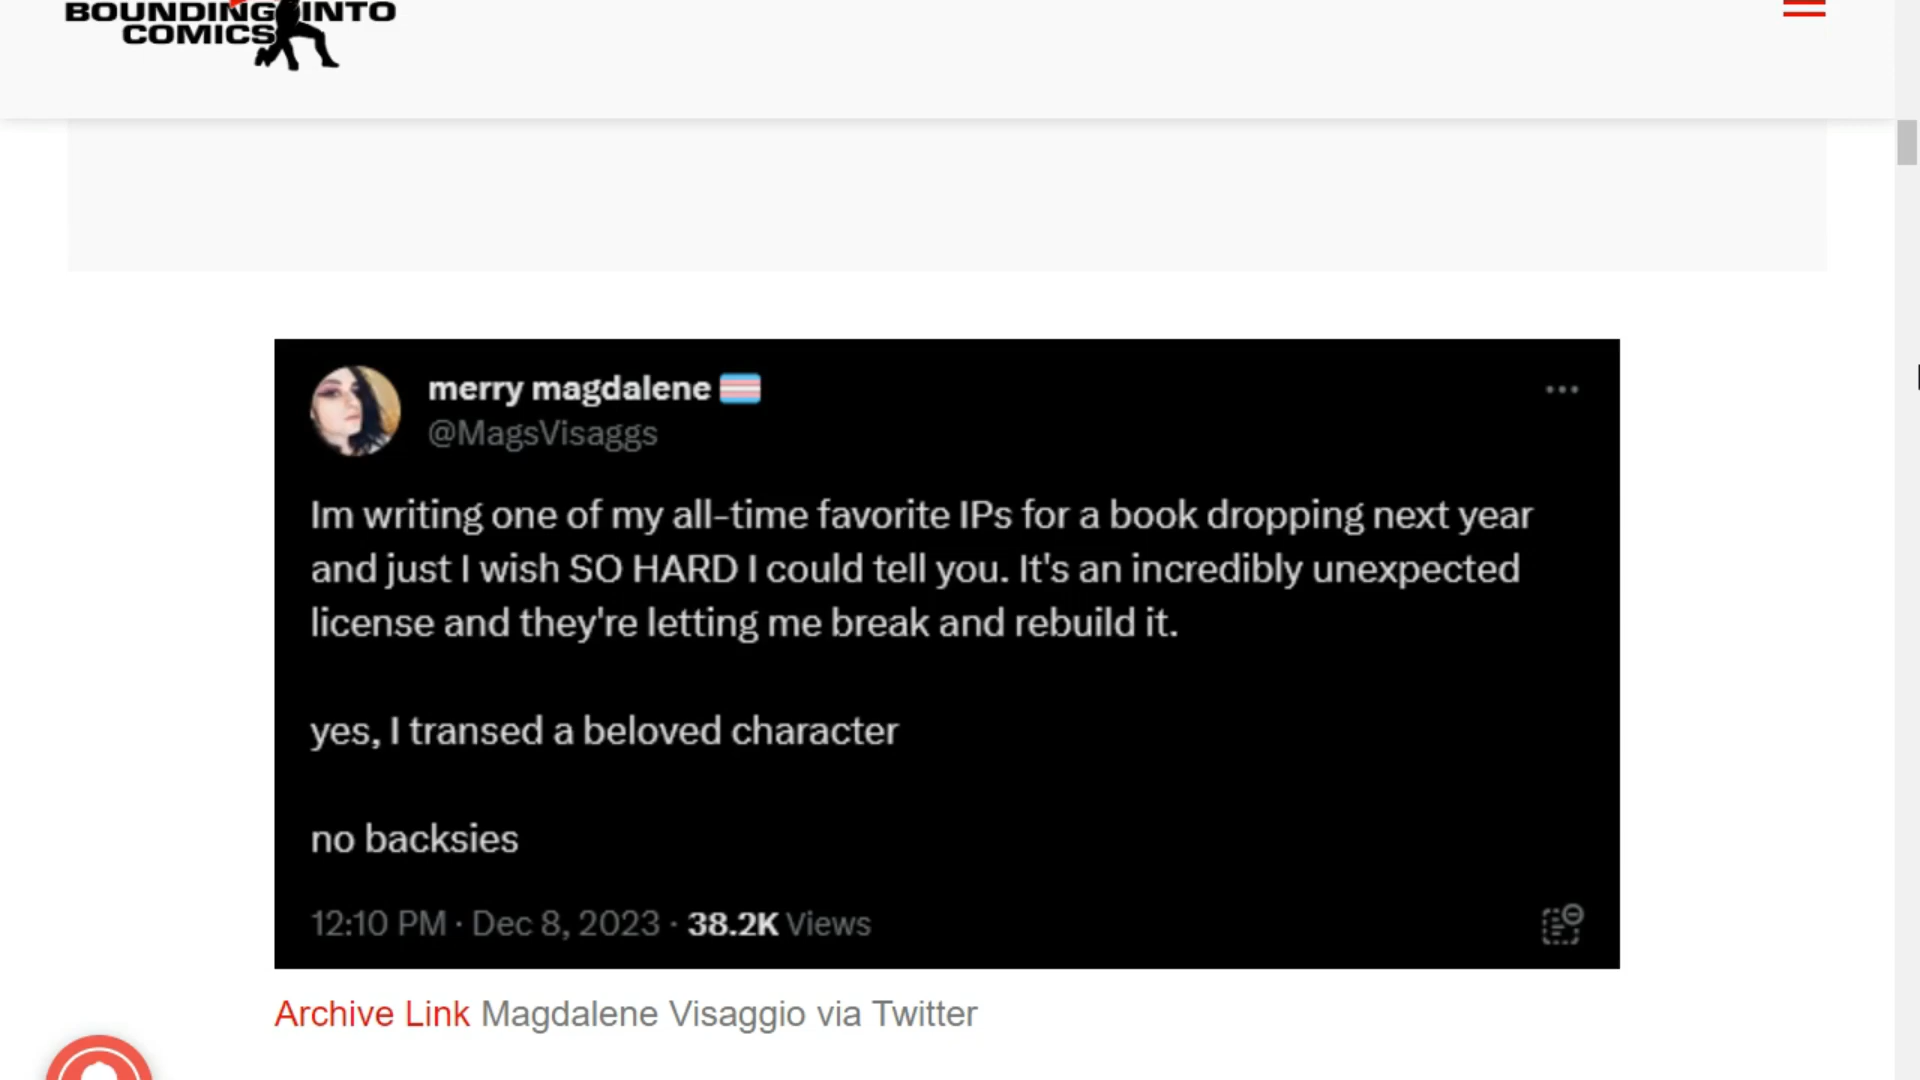 BOUNDING INTO
COMICS
merry magdalene
@MagsVisaggs
Im writing one of my all-time favorite IPs for a book dropping next year
and just I wish SO HARD I could tell you. It's an incredibly unexpected
license and they're letting me break and rebuild it.
yes, I transed a beloved character
no backsies
12:10 PM · Dec 8, 2023 · 38.2K Views
Archive Link Magdalene Visaggio via Twitter